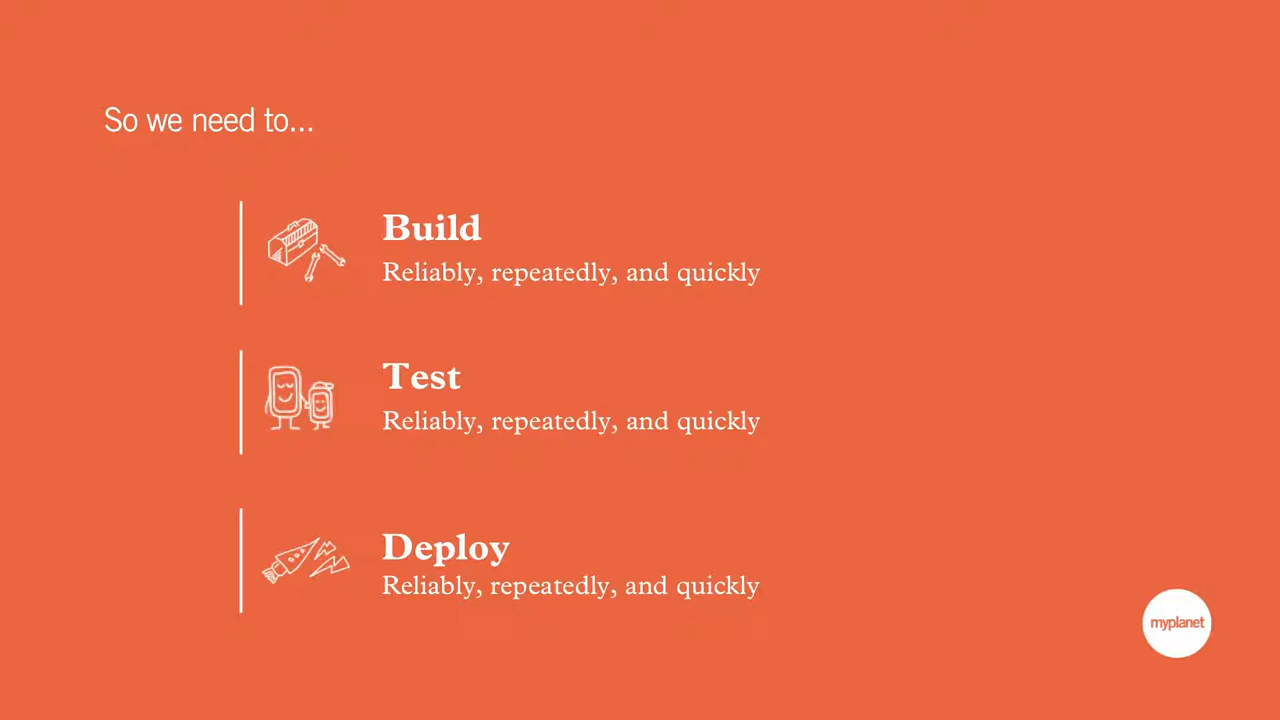 So we need to...
Build
Reliably, repeatedly, and quickly
Test
Reliably, repeatedly, and quickly
Deploy
Reliably, repeatedly, and quickly
myplanet